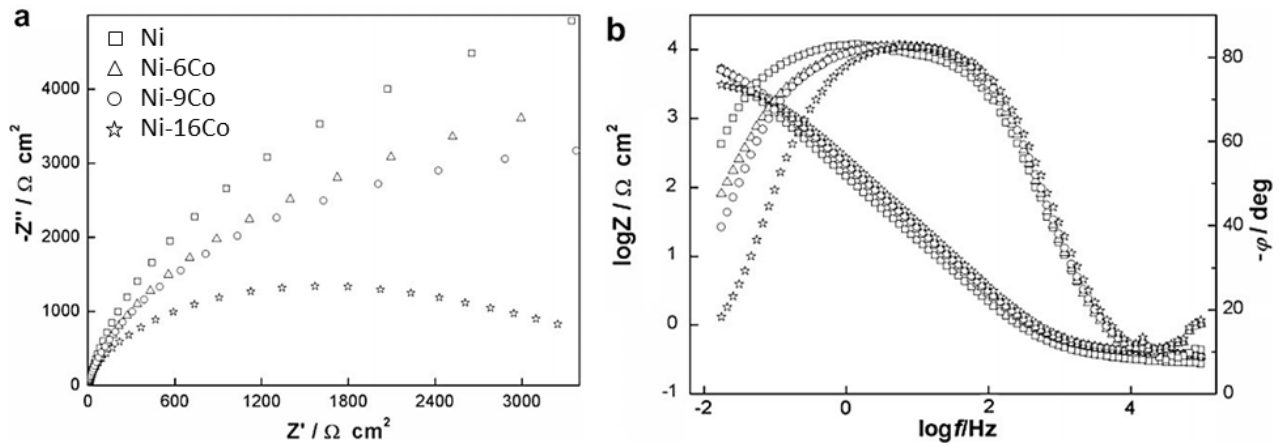 a
□ Ni
△ Ni-6Co
○ Ni-9Co
☆ Ni-16Co
-Z'' / Ω cm²
4000
3000
2000
1000
0
0 600 1200 1800 2400 3000
Z' / Ω cm²
b
logZ / Ω cm²
4
3
2
1
0
-1
-2 0 2 4
logf/Hz
80
60
40
20
0
-φ / deg